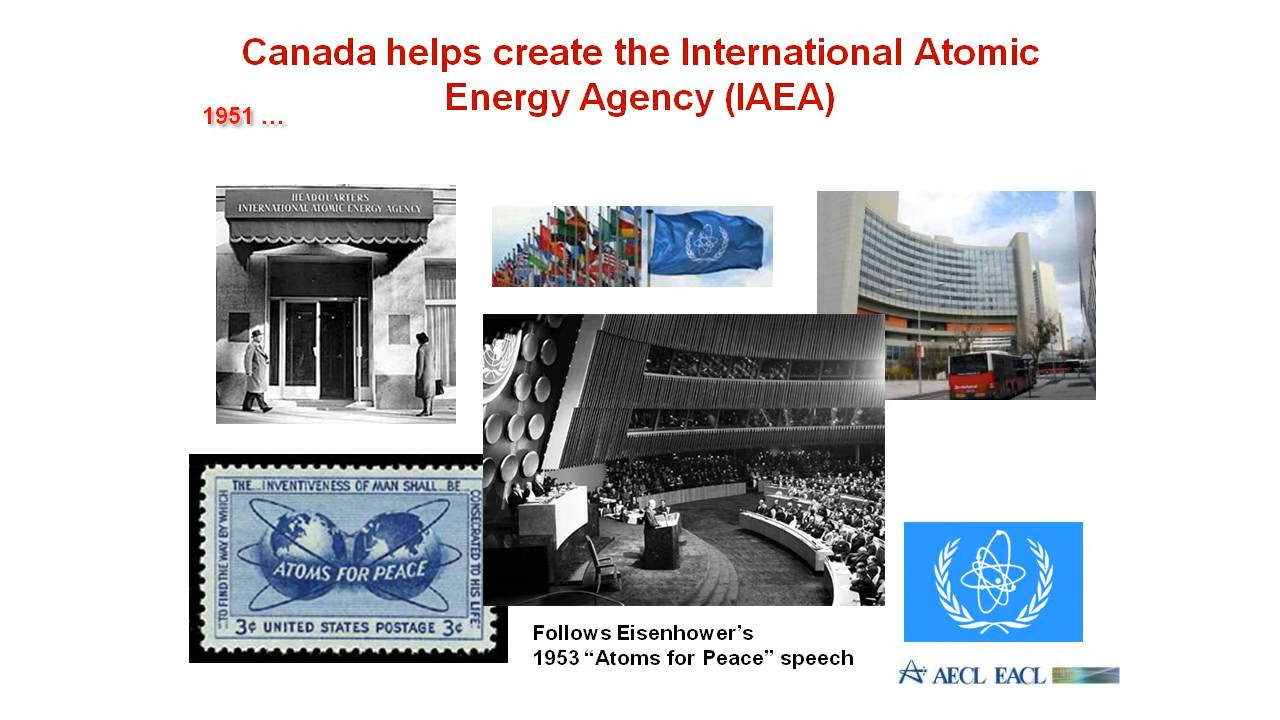 Canada helps create the International Atomic
Energy Agency (IAEA)
1951 …
HEADQUARTERS
INTERNATIONAL ATOMIC ENERGY AGENCY
THE...INVENTIVENESS OF MAN SHALL...BE
CONSECRATED TO HIS LIFE"
"...TO FIND THE WAY BY WHICH
ATOMS FOR PEACE
3¢ UNITED STATES POSTAGE 3¢
Follows Eisenhower’s
1953 “Atoms for Peace” speech
AECL EACL